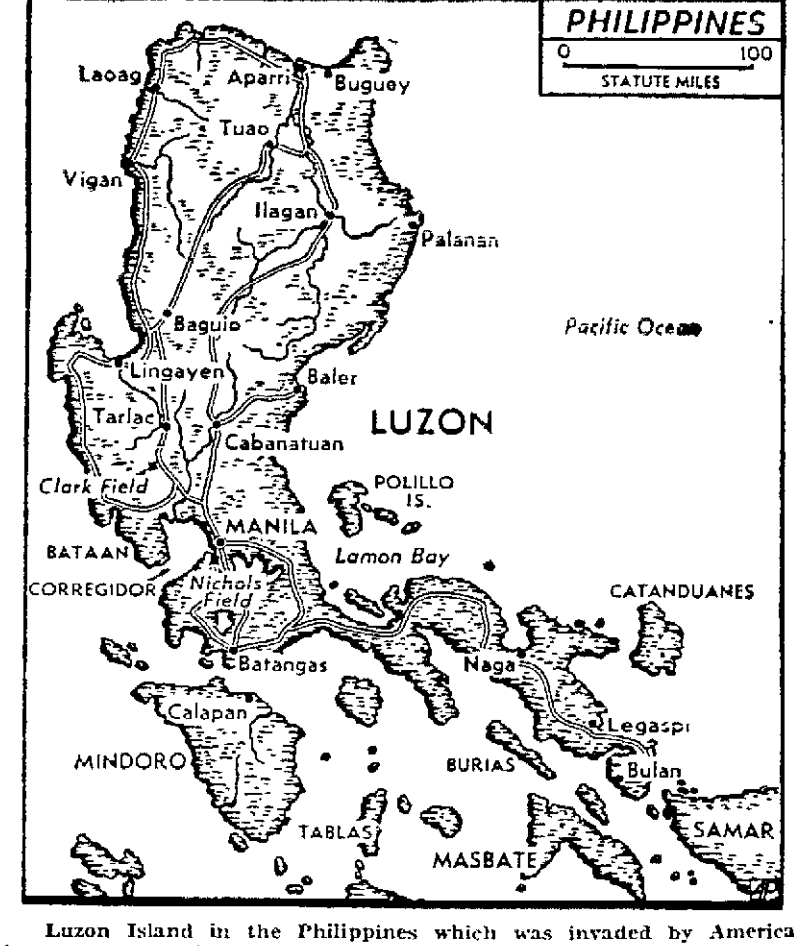 PHILIPPINES
0 100
STATUTE MILES
Laoag
Aparri
Buguey
Tuao
Vigan
Ilagan
Palanan
Baguio
Pacific Ocean
Lingayen
Baler
Tarlac
LUZON
Cabanatuan
Clark Field
POLILLO
IS.
MANILA
BATAAN
Lamon Bay
CORREGIDOR
Nichols
Field
CATANDUANES
Batangas
Naga
Calapan
Legaspi
MINDORO
BURIAS
Bulan
TABLAS
SAMAR
MASBATE
AP
Luzon Island in the Philippines which was invaded by America